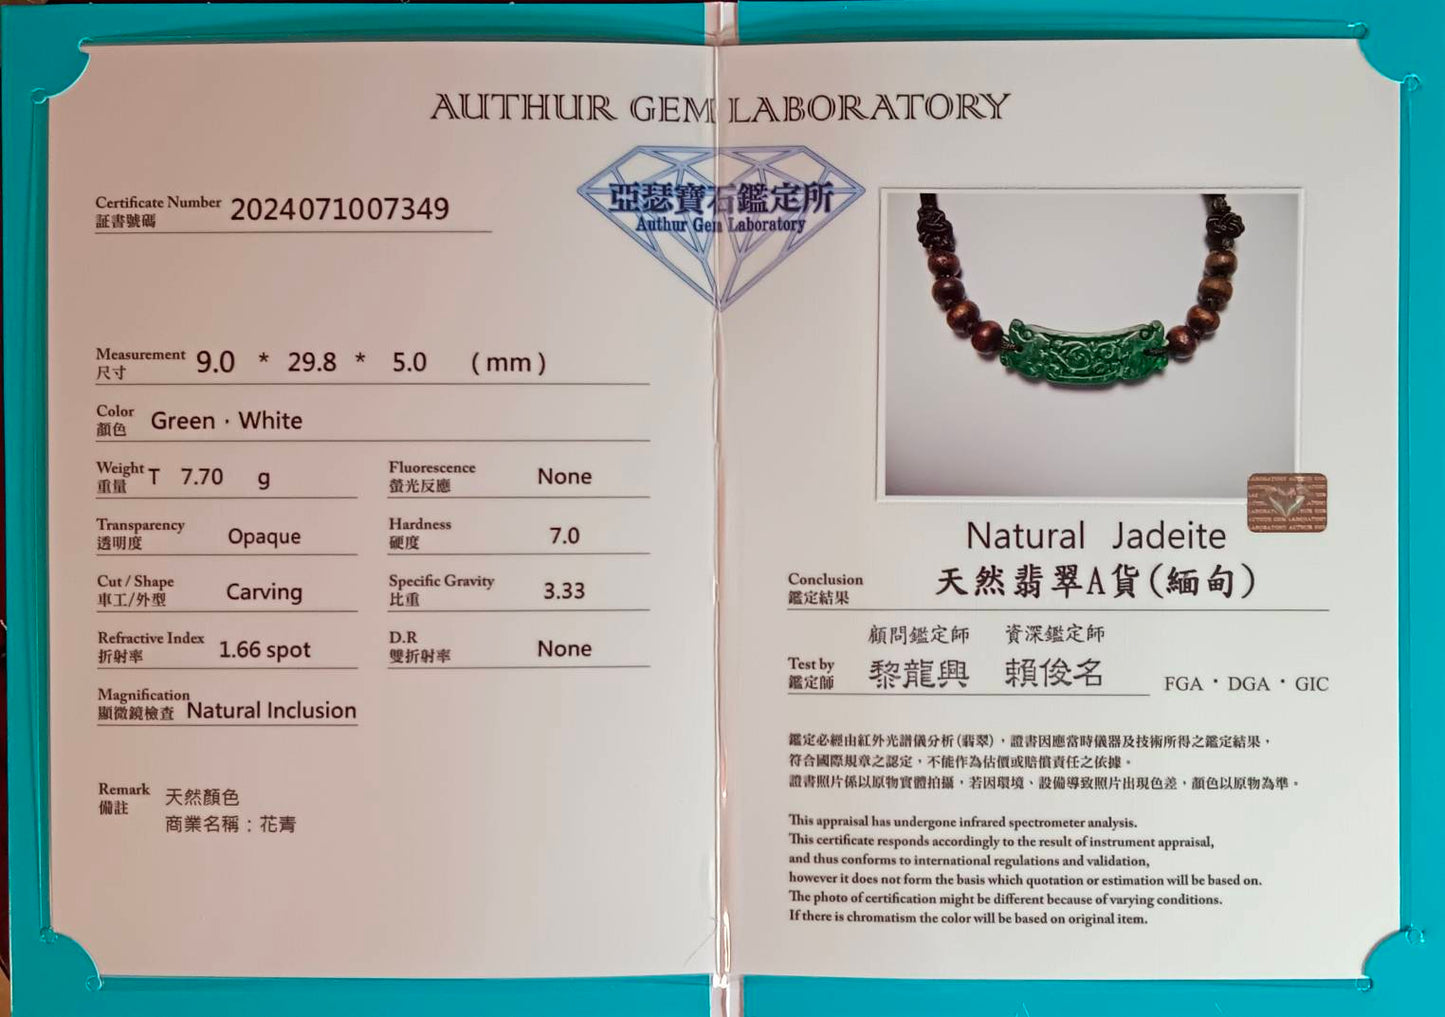 AUTHUR GEM LABORATORY
亞瑟寶石鑑定所
Authur Gem Laboratory
Certificate Number 2024071007349
証書號碼
Measurement 9.0 * 29.8 * 5.0 (mm)
尺寸
Color Green · White
顏色
Weight T 7.70 g
重量
Fluorescence None
螢光反應
Transparency Opaque
透明度
Hardness 7.0
硬度
Cut / Shape Carving
車工/外型
Specific Gravity 3.33
比重
Refractive Index 1.66 spot
折射率
D.R None
雙折射率
Magnification
顯微鏡檢查 Natural Inclusion
Remark 天然顏色
備註
商業名稱：花青
Natural Jadeite
Conclusion 天然翡翠A貨(緬甸)
鑑定結果
顧問鑑定師 資深鑑定師
Test by 黎龍興 賴俊名 FGA・DGA・GIC
鑑定師
鑑定必經由紅外光譜儀分析(翡翠)，證書因應當時儀器及技術所得之鑑定結果，
符合國際規章之認定，不能作為估價或賠償責任之依據。
證書照片係以原物實體拍攝，若因環境、設備導致照片出現色差，顏色以原物為準。
This appraisal has undergone infrared spectrometer analysis.
This certificate responds accordingly to the result of instrument appraisal,
and thus conforms to international regulations and validation,
however it does not form the basis which quotation or estimation will be based on.
The photo of certification might be different because of varying conditions.
If there is chromatism the color will be based on original item.